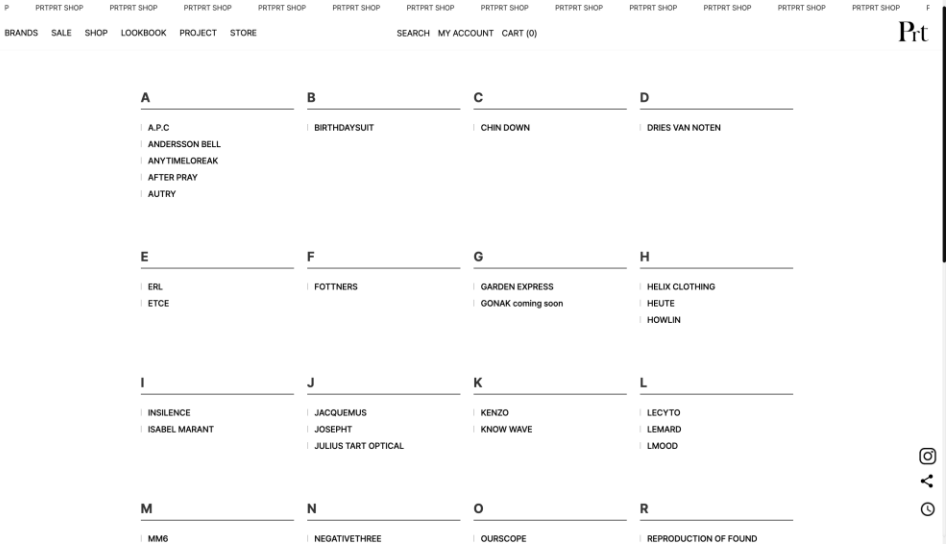 P PRTPRT SHOP PRTPRT SHOP PRTPRT SHOP PRTPRT SHOP PRTPRT SHOP PRTPRT SHOP PRTPRT SHOP PRTPRT SHOP PRTPRT SHOP PRTPRT SHOP PRTPRT SHOP PRTPRT SHOP P
BRANDS SALE SHOP LOOKBOOK PROJECT STORE
SEARCH MY ACCOUNT CART (0)
Prt
A
A.P.C
ANDERSSON BELL
ANYTIMELOREAK
AFTER PRAY
AUTRY
B
BIRTHDAYSUIT
C
CHIN DOWN
D
DRIES VAN NOTEN
E
ERL
ETCE
F
FOTTNERS
G
GARDEN EXPRESS
GONAK coming soon
H
HELIX CLOTHING
HEUTE
HOWLIN
I
INSILENCE
ISABEL MARANT
J
JACQUEMUS
JOSEPHT
JULIUS TART OPTICAL
K
KENZO
KNOW WAVE
L
LECYTO
LEMARD
LMOOD
M
MM6
N
NEGATIVETHREE
O
OURSCOPE
R
REPRODUCTION OF FOUND